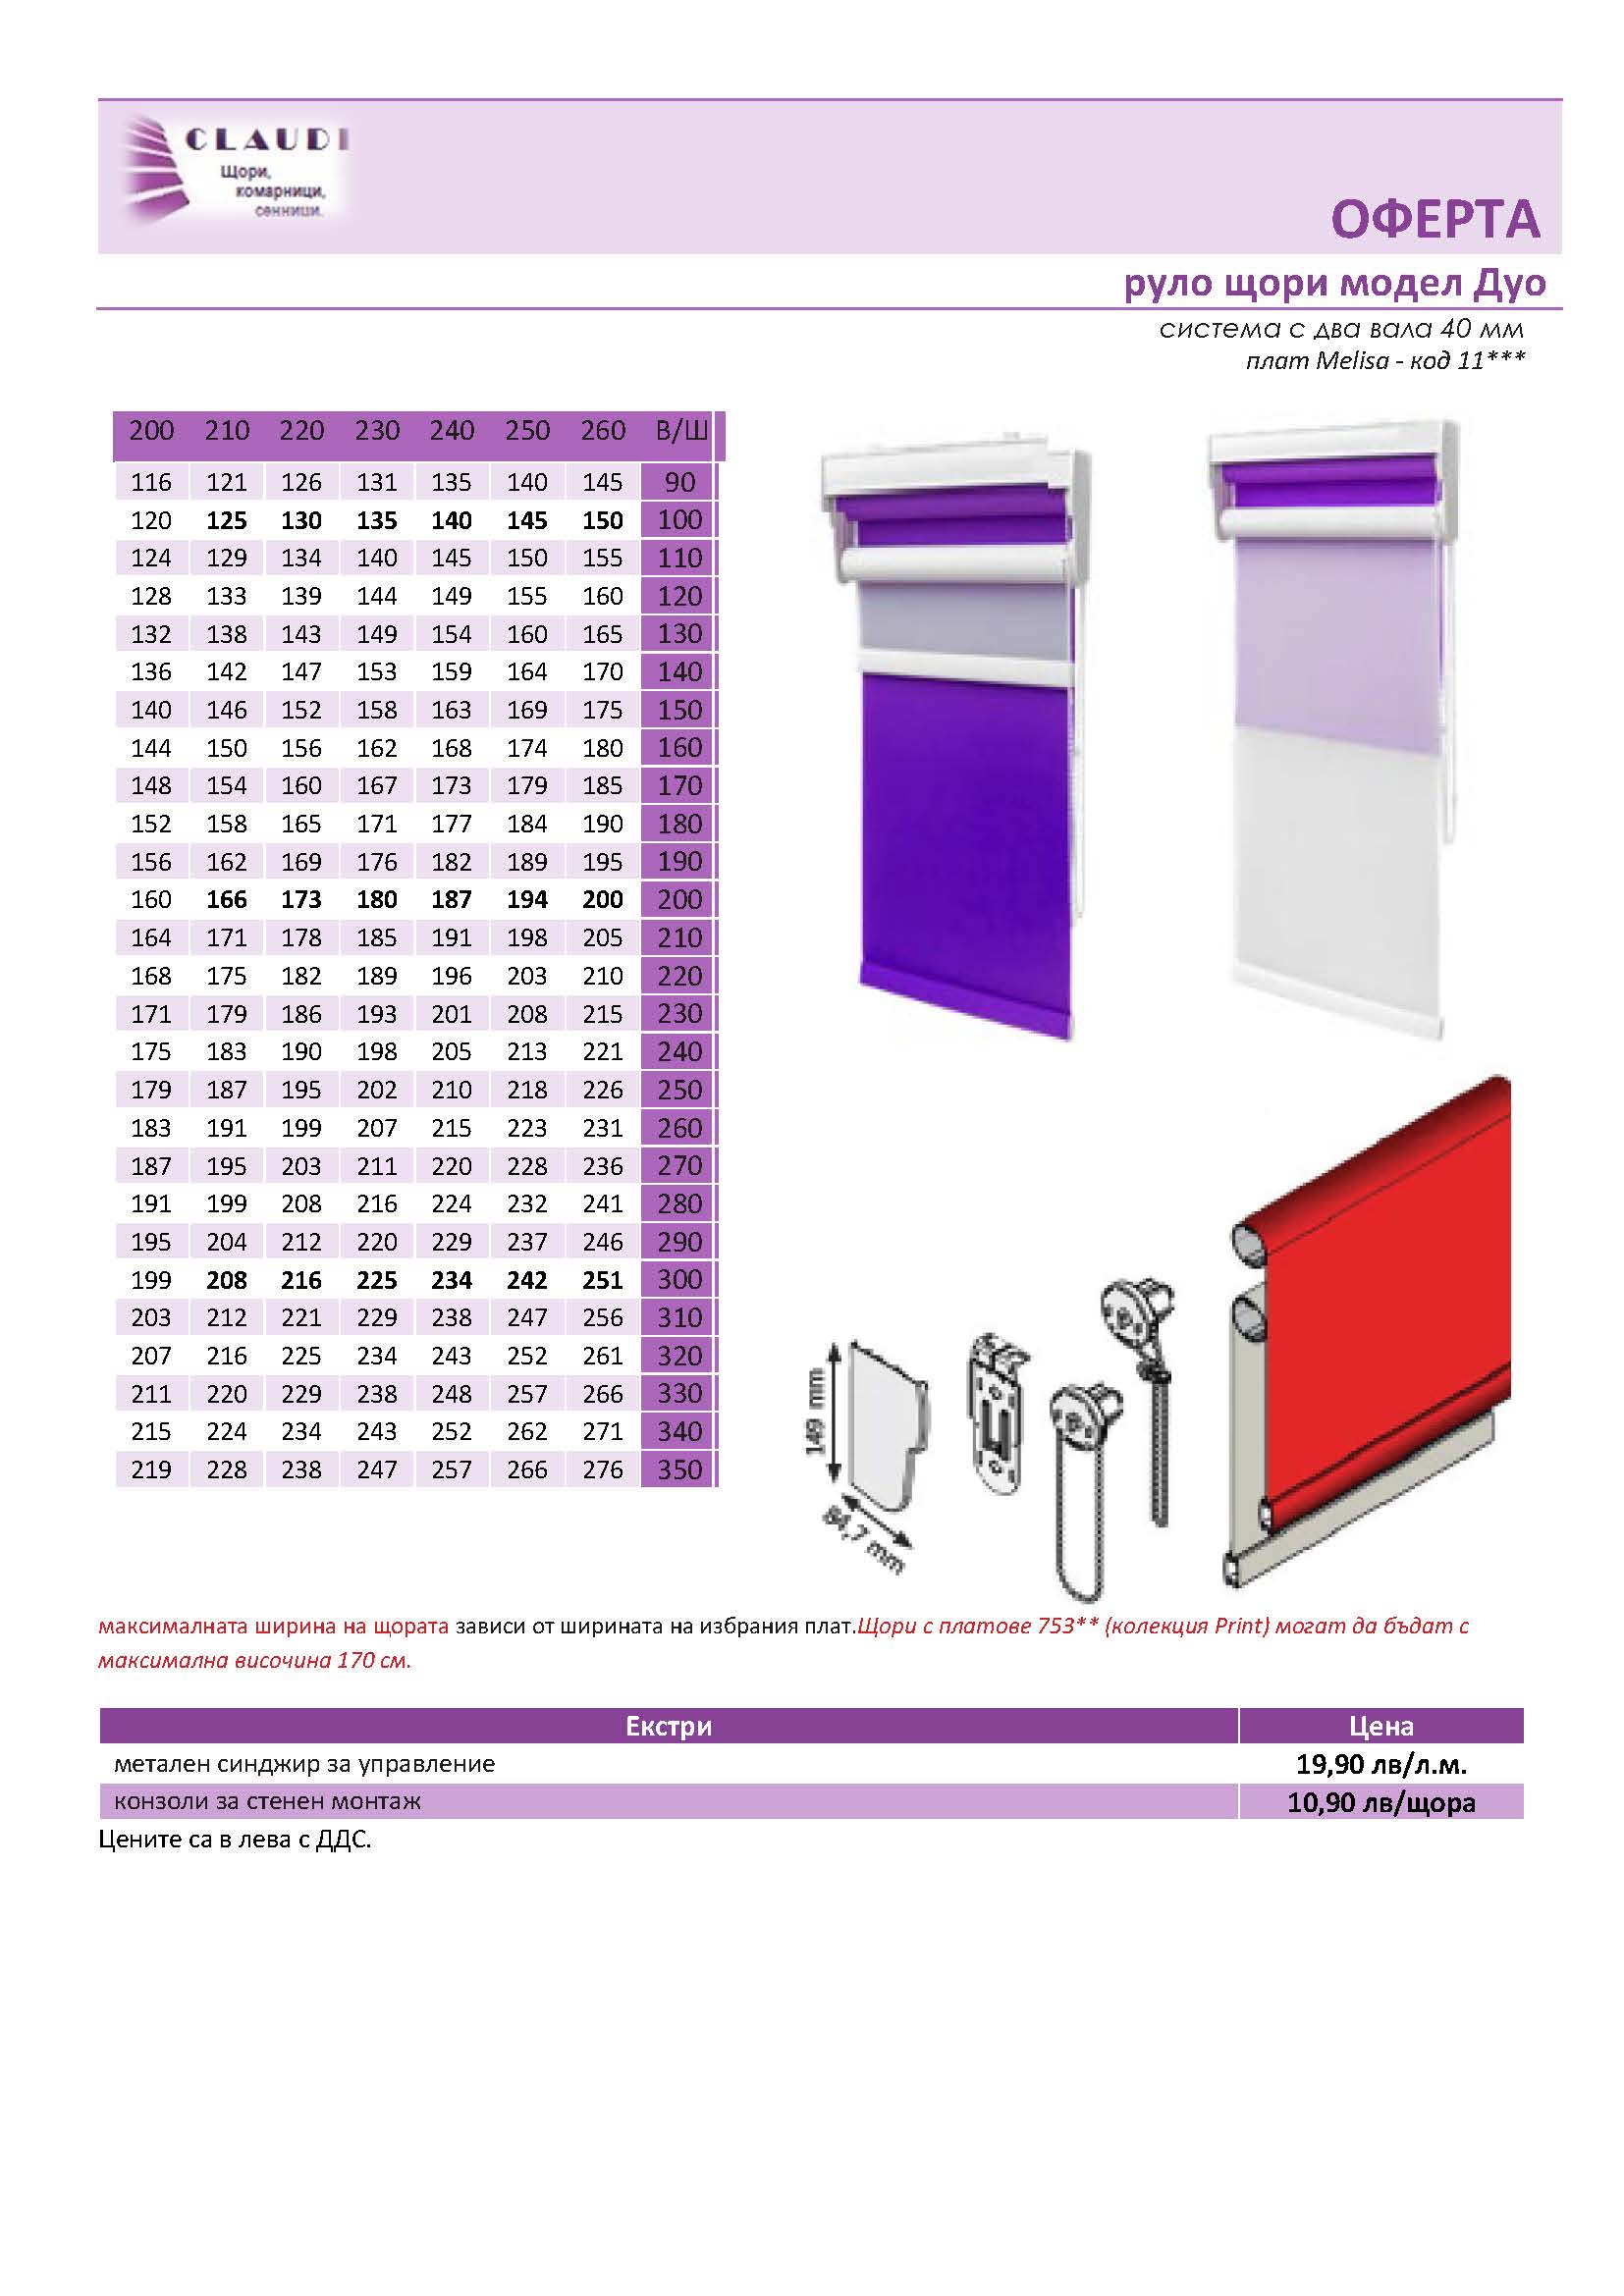 CLAUDI
Щори,
комарници,
сенници.
ОФЕРТА
руло щори модел Дуо
система с два вала 40 мм
плат Melisa - код 11***
200 210 220 230 240 250 260 В/Ш
116 121 126 131 135 140 145 90
120 125 130 135 140 145 150 100
124 129 134 140 145 150 155 110
128 133 139 144 149 155 160 120
132 138 143 149 154 160 165 130
136 142 147 153 159 164 170 140
140 146 152 158 163 169 175 150
144 150 156 162 168 174 180 160
148 154 160 167 173 179 185 170
152 158 165 171 177 184 190 180
156 162 169 176 182 189 195 190
160 166 173 180 187 194 200 200
164 171 178 185 191 198 205 210
168 175 182 189 196 203 210 220
171 179 186 193 201 208 215 230
175 183 190 198 205 213 221 240
179 187 195 202 210 218 226 250
183 191 199 207 215 223 231 260
187 195 203 211 220 228 236 270
191 199 208 216 224 232 241 280
195 204 212 220 229 237 246 290
199 208 216 225 234 242 251 300
203 212 221 229 238 247 256 310
207 216 225 234 243 252 261 320
211 220 229 238 248 257 266 330
215 224 234 243 252 262 271 340
219 228 238 247 257 266 276 350
149 mm
84,7 mm
максималната ширина на щората зависи от ширината на избрания плат.Щори с платове 753** (колекция Print) могат да бъдат с
максимална височина 170 см.
Екстри Цена
метален синджир за управление 19,90 лв/л.м.
конзоли за стенен монтаж 10,90 лв/щора
Цените са в лева с ДДС.